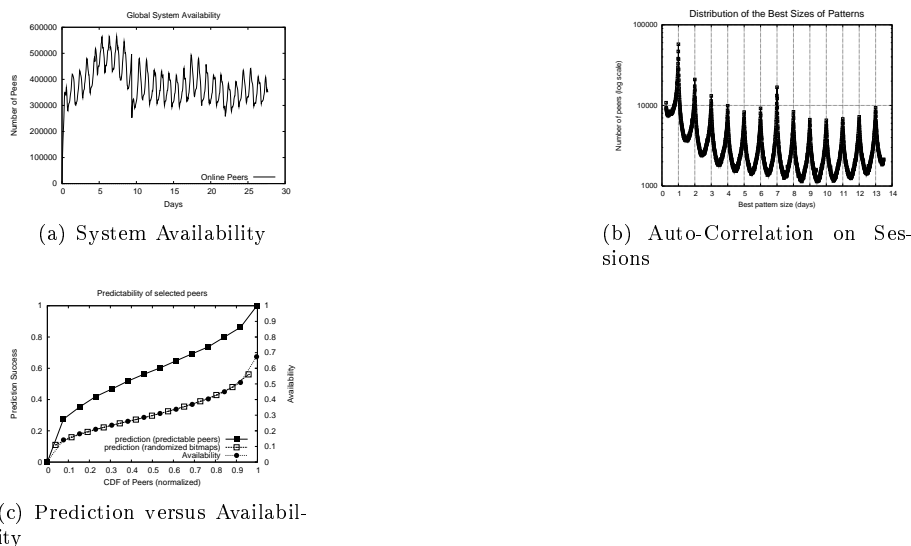 Global System Availability
600000
500000
400000
300000
200000
100000
0
Number of Peers
Online Peers
0 5 10 15 20 25 30
Days
(a) System Availability
Distribution of the Best Sizes of Patterns
100000
10000
1000
Number of peers (log scale)
0 1 2 3 4 5 6 7 8 9 10 11 12 13 14
Best pattern size (days)
(b) Auto-Correlation on Ses-
sions
Predictability of selected peers
1
0.8
0.6
0.4
0.2
0
Prediction Success
1
0.9
0.8
0.7
0.6
0.5
0.4
0.3
0.2
0.1
0
Availability
prediction (predictable peers)
prediction (randomized bitmaps)
Availability
0 0.1 0.2 0.3 0.4 0.5 0.6 0.7 0.8 0.9 1
CDF of Peers (normalized)
(c) Prediction versus Availabil-
ity